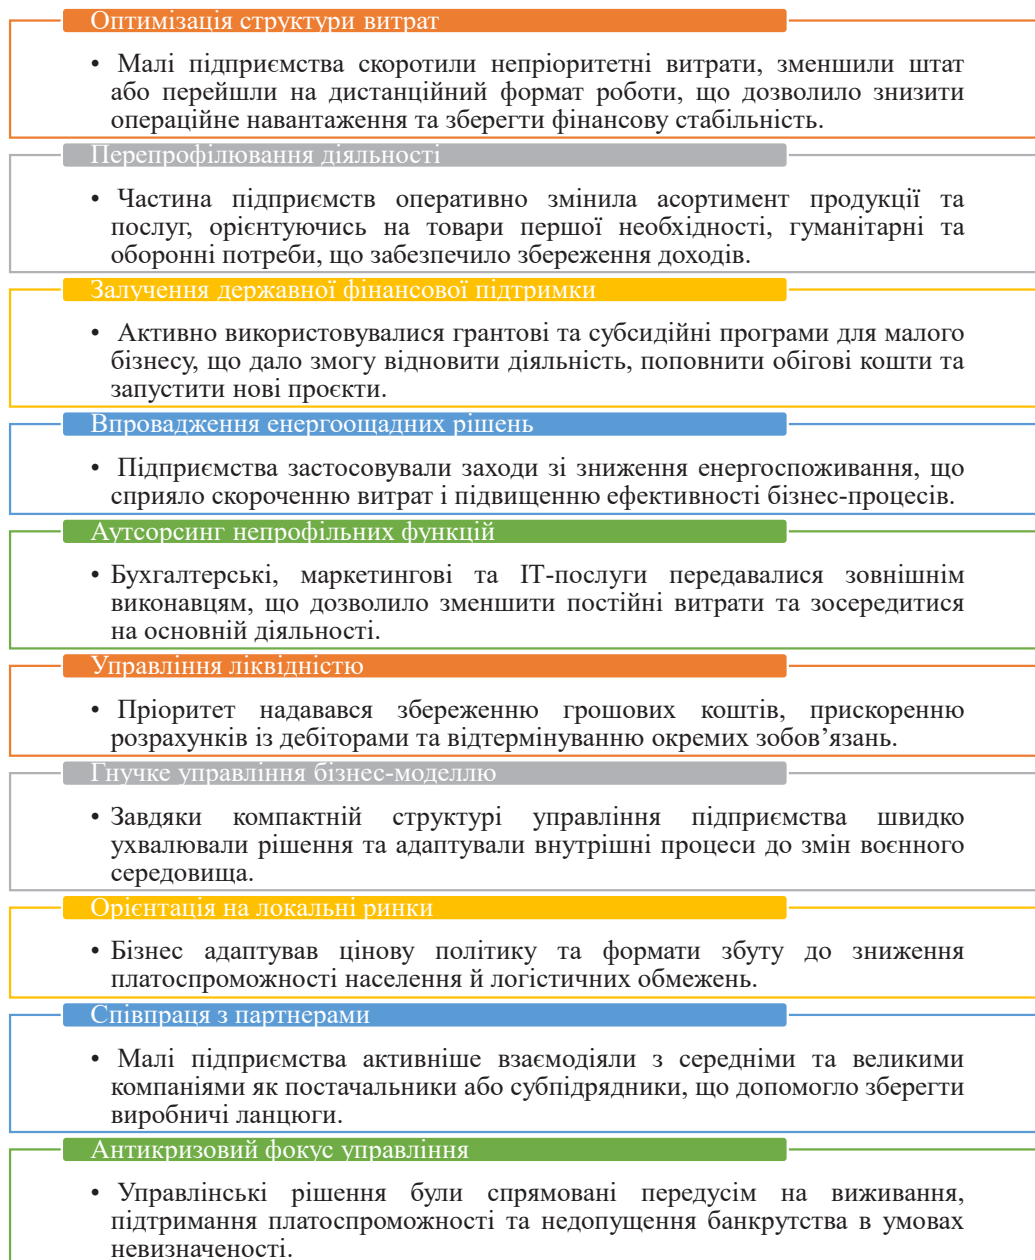 Оптимізація структури витрат
• Малі підприємства скоротили непріоритетні витрати, зменшили штат
або перейшли на дистанційний формат роботи, що дозволило знизити
операційне навантаження та зберегти фінансову стабільність.
Перепрофілювання діяльності
• Частина підприємств оперативно змінила асортимент продукції та
послуг, орієнтуючись на товари першої необхідності, гуманітарні та
оборонні потреби, що забезпечило збереження доходів.
Залучення державної фінансової підтримки
• Активно використовувалися грантові та субсидійні програми для малого
бізнесу, що дало змогу відновити діяльність, поповнити обігові кошти та
запустити нові проєкти.
Впровадження енергоощадних рішень
• Підприємства застосовували заходи зі зниження енергоспоживання, що
сприяло скороченню витрат і підвищенню ефективності бізнес-процесів.
Аутсорсинг непрофільних функцій
• Бухгалтерські, маркетингові та ІТ-послуги передавалися зовнішнім
виконавцям, що дозволило зменшити постійні витрати та зосередитися
на основній діяльності.
Управління ліквідністю
• Пріоритет надавався збереженню грошових коштів, прискоренню
розрахунків із дебіторами та відтермінуванню окремих зобов’язань.
Гнучке управління бізнес-моделлю
• Завдяки компактній структурі управління підприємства швидко
ухвалювали рішення та адаптували внутрішні процеси до змін воєнного
середовища.
Орієнтація на локальні ринки
• Бізнес адаптував цінову політику та формати збуту до зниження
платоспроможності населення й логістичних обмежень.
Співпраця з партнерами
• Малі підприємства активніше взаємодіяли з середніми та великими
компаніями як постачальники або субпідрядники, що допомогло зберегти
виробничі ланцюги.
Антикризовий фокус управління
• Управлінські рішення були спрямовані передусім на виживання,
підтримання платоспроможності та недопущення банкрутства в умовах
невизначеності.